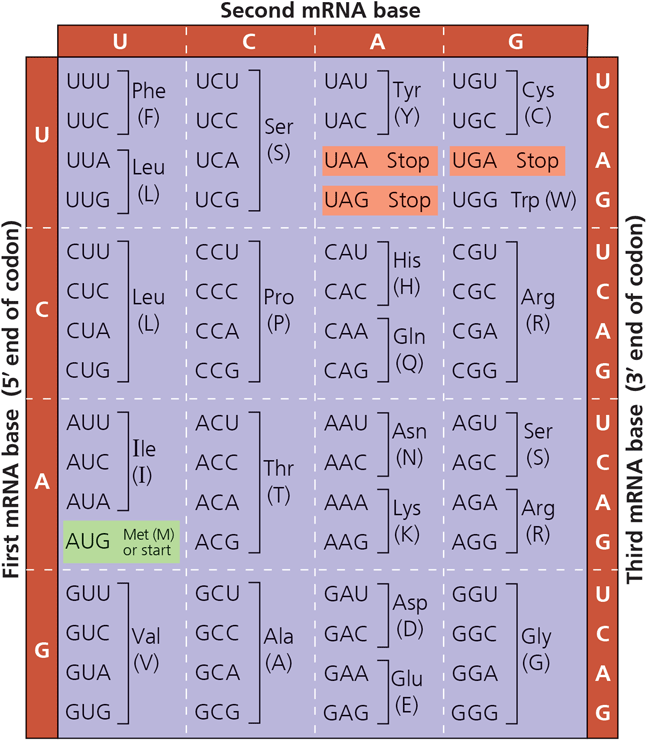 Second mRNA base
U C A G
First mRNA base (5′ end of codon)
Third mRNA base (3′ end of codon)
U
UUU
UUC
Phe
(F)
UUA
UUG
Leu
(L)
UCU
UCC
UCA
UCG
Ser
(S)
UAU
UAC
Tyr
(Y)
UAA Stop
UAG Stop
UGU
UGC
Cys
(C)
UGA Stop
UGG Trp (W)
U
C
A
G
C
CUU
CUC
CUA
CUG
Leu
(L)
CCU
CCC
CCA
CCG
Pro
(P)
CAU
CAC
His
(H)
CAA
CAG
Gln
(Q)
CGU
CGC
CGA
CGG
Arg
(R)
U
C
A
G
A
AUU
AUC
AUA
Ile
(I)
AUG Met (M)
or start
ACU
ACC
ACA
ACG
Thr
(T)
AAU
AAC
Asn
(N)
AAA
AAG
Lys
(K)
AGU
AGC
Ser
(S)
AGA
AGG
Arg
(R)
U
C
A
G
G
GUU
GUC
GUA
GUG
Val
(V)
GCU
GCC
GCA
GCG
Ala
(A)
GAU
GAC
Asp
(D)
GAA
GAG
Glu
(E)
GGU
GGC
GGA
GGG
Gly
(G)
U
C
A
G